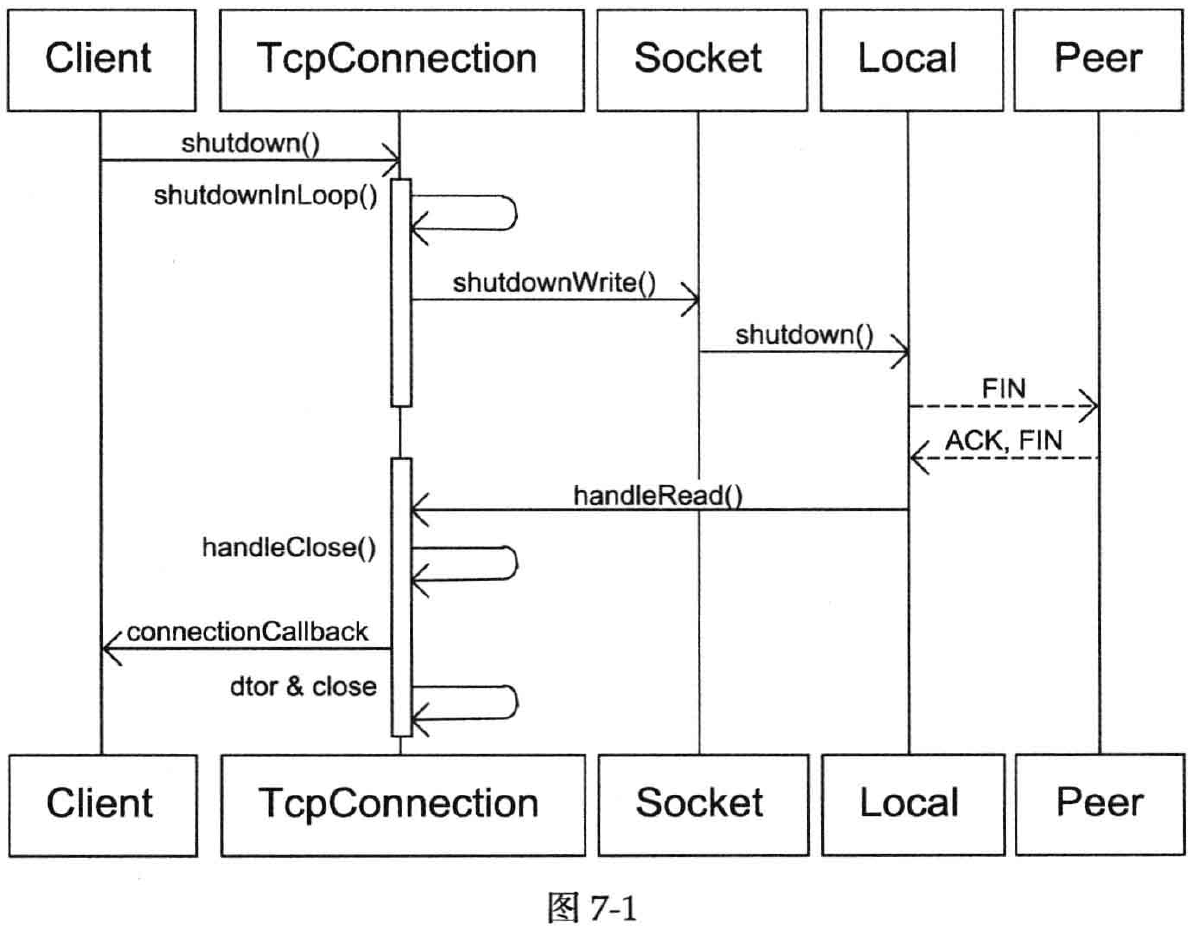 Client TcpConnection Socket Local Peer
shutdown()
shutdownInLoop()
shutdownWrite()
shutdown()
FIN
ACK, FIN
handleRead()
handleClose()
connectionCallback
dtor & close
Client TcpConnection Socket Local Peer
图 7-1